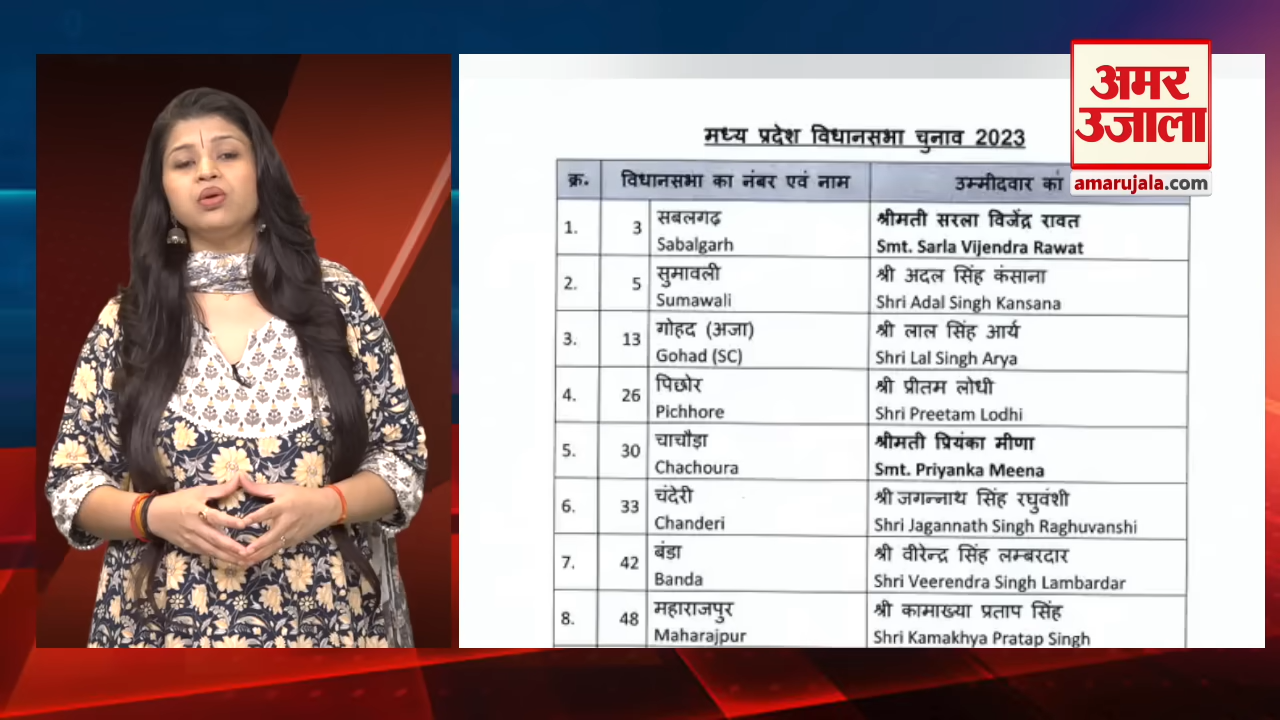 अमर
उजाला
amarujala.com
मध्य प्रदेश विधानसभा चुनाव 2023
क्र. विधानसभा का नंबर एवं नाम उम्मीदवार का
1. 3 सबलगढ़ श्रीमती सरला विजेंद्र रावत
Sabalgarh Smt. Sarla Vijendra Rawat
2. 5 सुमावली श्री अदल सिंह कंसाना
Sumawali Shri Adal Singh Kansana
3. 13 गोहद (अजा) श्री लाल सिंह आर्य
Gohad (SC) Shri Lal Singh Arya
4. 26 पिछोर श्री प्रीतम लोधी
Pichhore Shri Preetam Lodhi
5. 30 चाचौड़ा श्रीमती प्रियंका मीणा
Chachoura Smt. Priyanka Meena
6. 33 चंदेरी श्री जगन्नाथ सिंह रघुवंशी
Chanderi Shri Jagannath Singh Raghuvanshi
7. 42 बंडा श्री वीरेन्द्र सिंह लम्बरदार
Banda Shri Veerendra Singh Lambardar
8. 48 महाराजपुर श्री कामाख्या प्रताप सिंह
Maharajpur Shri Kamakhya Pratap Singh